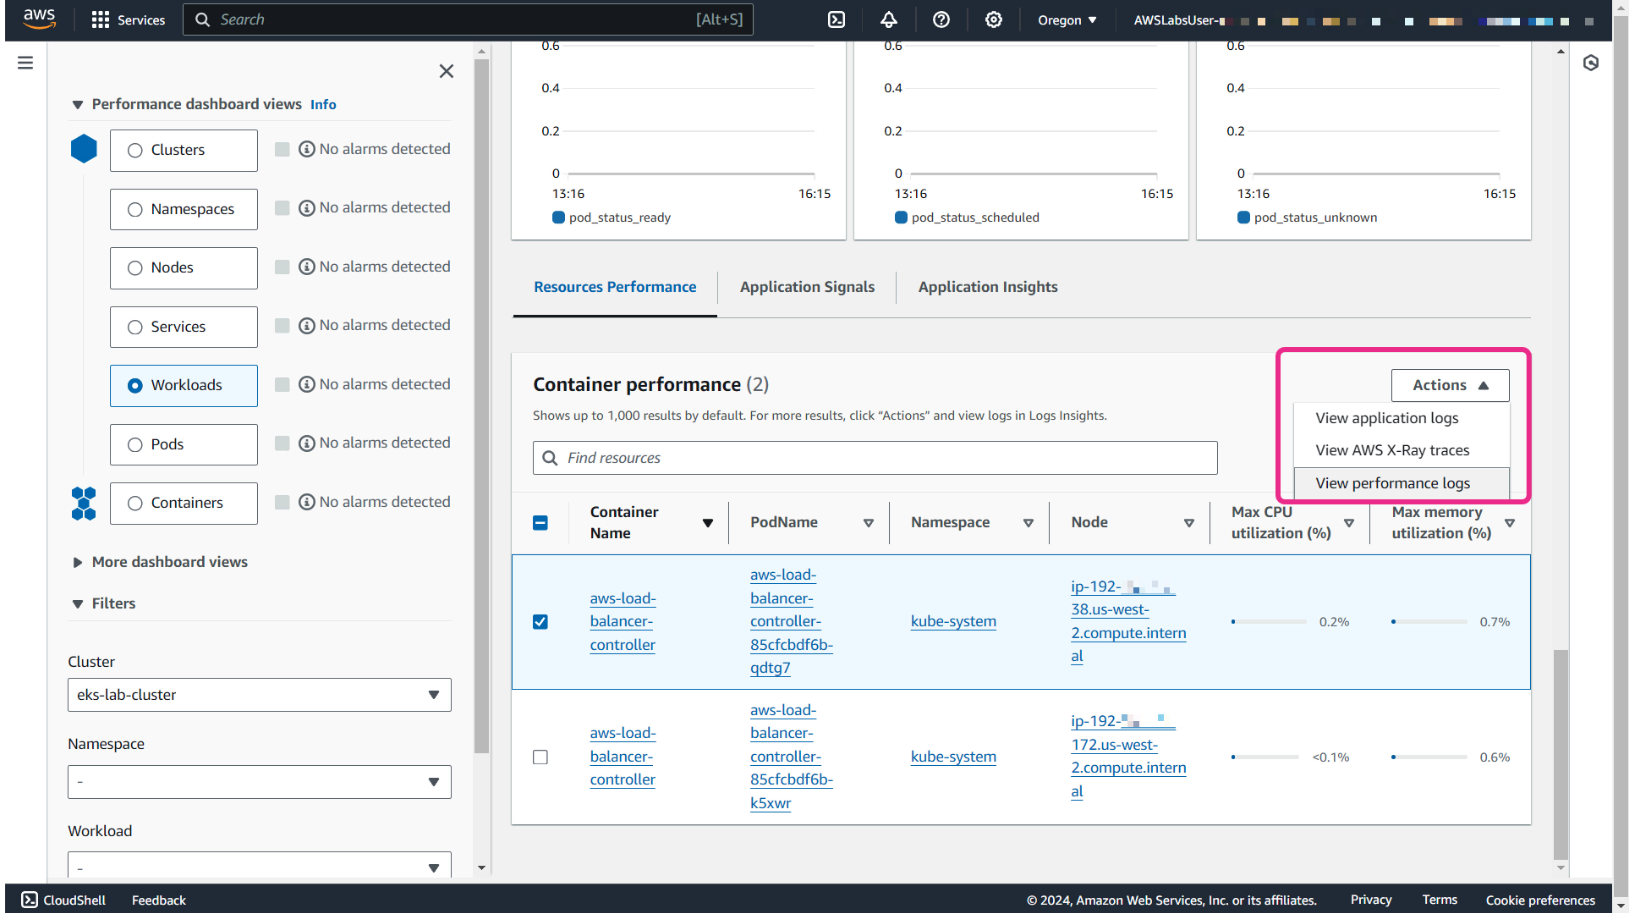 aws
Services
Search
[Alt+S]
Oregon
AWSLabsUser-
Performance dashboard views Info
Clusters
No alarms detected
Namespaces
No alarms detected
Nodes
No alarms detected
Services
No alarms detected
Workloads
No alarms detected
Pods
No alarms detected
Containers
No alarms detected
More dashboard views
Filters
Cluster
eks-lab-cluster
Namespace
-
Workload
-
0.6
0.4
0.2
0
13:16
16:15
pod_status_ready
0.6
0.4
0.2
0
13:16
16:15
pod_status_scheduled
0.6
0.4
0.2
0
13:16
16:15
pod_status_unknown
Resources Performance
Application Signals
Application Insights
Container performance (2)
Shows up to 1,000 results by default. For more results, click “Actions” and view logs in Logs Insights.
Actions
View application logs
View AWS X-Ray traces
View performance logs
Find resources
Container
Name
PodName
Namespace
Node
Max CPU
utilization (%)
Max memory
utilization (%)
aws-load-
balancer-
controller
aws-load-
balancer-
controller-
85cfcbdf6b-
qdtg7
kube-system
ip-192-
38.us-west-
2.compute.intern
al
0.2%
0.7%
aws-load-
balancer-
controller
aws-load-
balancer-
controller-
85cfcbdf6b-
k5xwr
kube-system
ip-192-
172.us-west-
2.compute.intern
al
<0.1%
0.6%
CloudShell
Feedback
© 2024, Amazon Web Services, Inc. or its affiliates.
Privacy
Terms
Cookie preferences